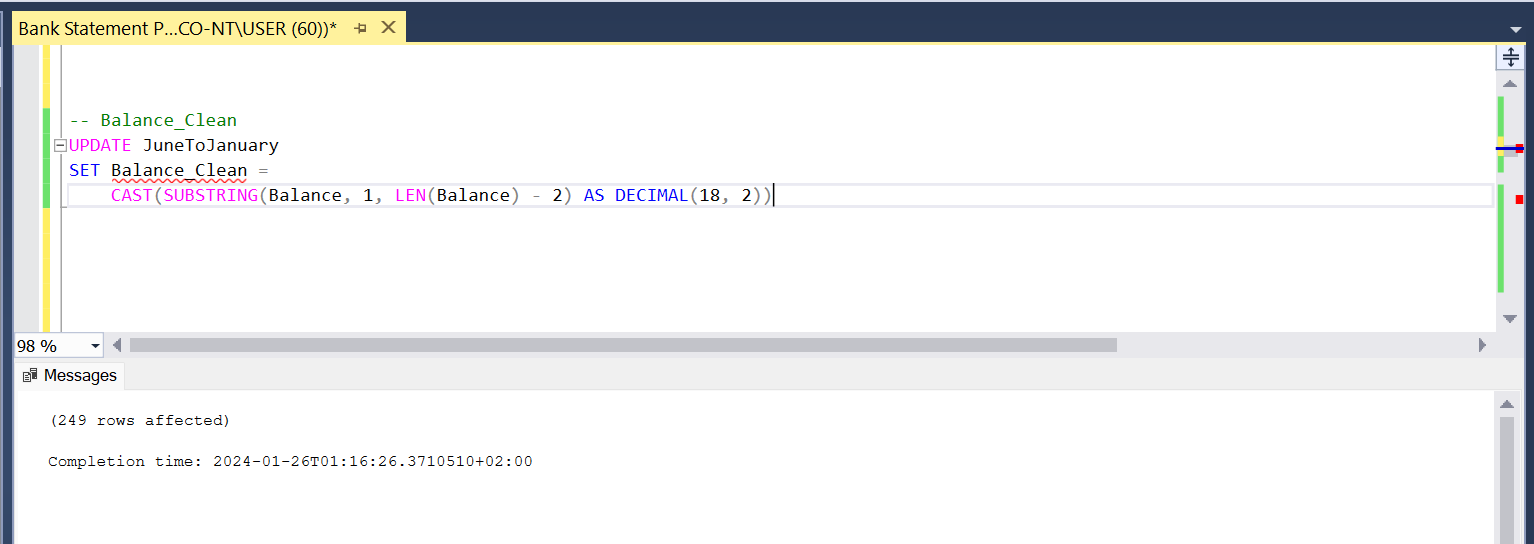 Bank Statement P...CO-NT\USER (60))*
-- Balance_Clean
UPDATE JuneToJanuary
SET Balance_Clean =
CAST(SUBSTRING(Balance, 1, LEN(Balance) - 2) AS DECIMAL(18, 2))
98 %
Messages
(249 rows affected)
Completion time: 2024-01-26T01:16:26.3710510+02:00